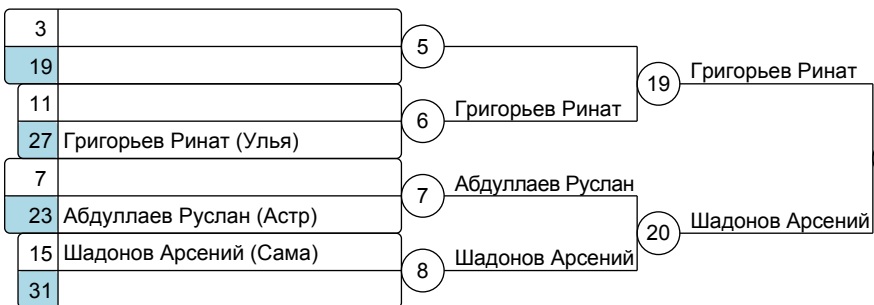 3
19
5
11
27 Григорьев Ринат (Улья)
6
Григорьев Ринат
19
Григорьев Ринат
7
23 Абдуллаев Руслан (Астр)
7
Абдуллаев Руслан
15 Шадонов Арсений (Сама)
31
8
Шадонов Арсений
20
Шадонов Арсений